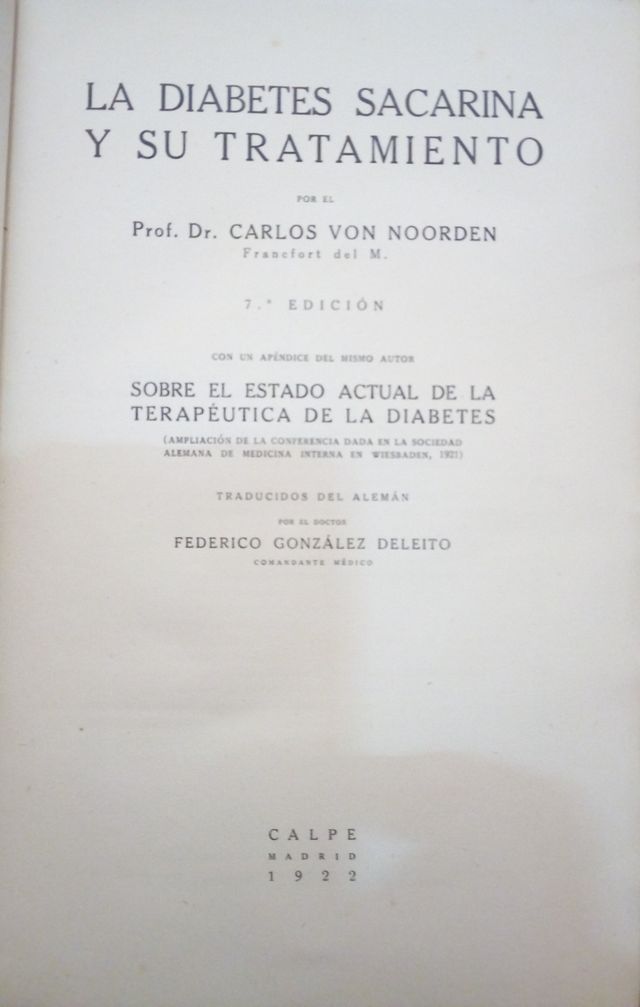 LA DIABETES SACARINA
Y SU TRATAMIENTO
POR EL
Prof. Dr. CARLOS VON NOORDEN
Francfort del M.
7.ª EDICIÓN
CON UN APÉNDICE DEL MISMO AUTOR
SOBRE EL ESTADO ACTUAL DE LA
TERAPÉUTICA DE LA DIABETES
(AMPLIACIÓN DE LA CONFERENCIA DADA EN LA SOCIEDAD
ALEMANA DE MEDICINA INTERNA EN WIESBADEN, 1921)
TRADUCIDOS DEL ALEMÁN
POR EL DOCTOR
FEDERICO GONZÁLEZ DELEITO
COMANDANTE MÉDICO
CALPE
MADRID
1922